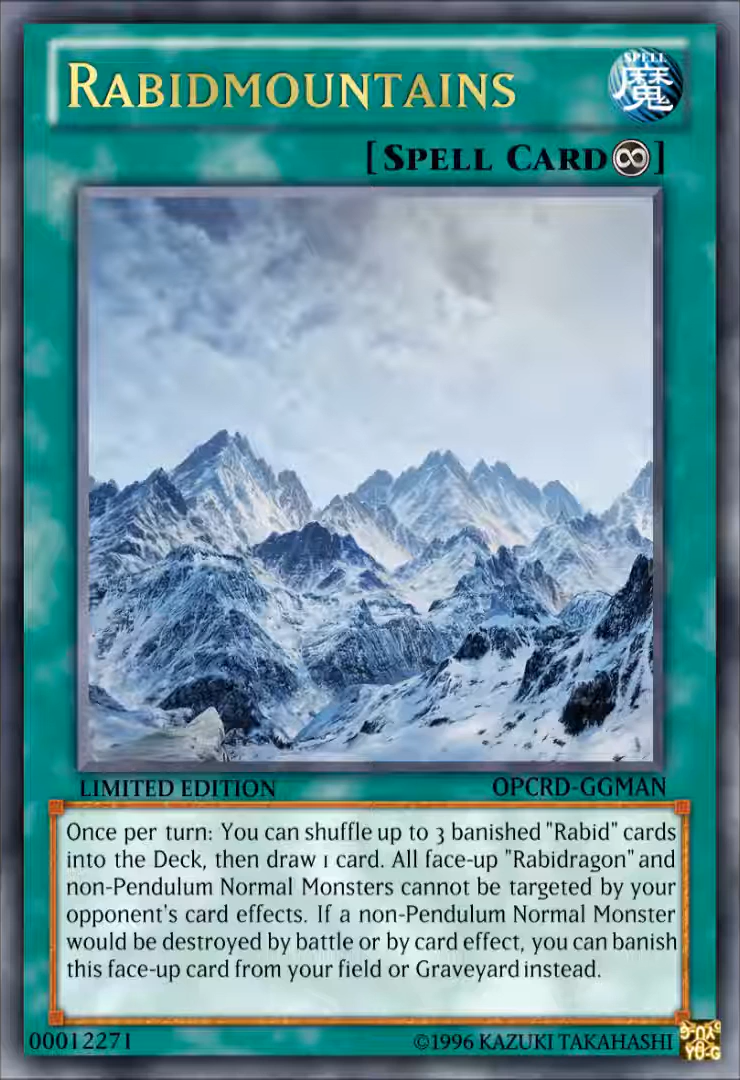 RABIDMOUNTAINS
SPELL
魔
[SPELL CARD]
LIMITED EDITION OPCRD-GGMAN
Once per turn: You can shuffle up to 3 banished "Rabid" cards
into the Deck, then draw 1 card. All face-up "Rabidragon" and
non-Pendulum Normal Monsters cannot be targeted by your
opponent's card effects. If a non-Pendulum Normal Monster
would be destroyed by battle or by card effect, you can banish
this face-up card from your field or Graveyard instead.
00012271 ©1996 KAZUKI TAKAHASHI